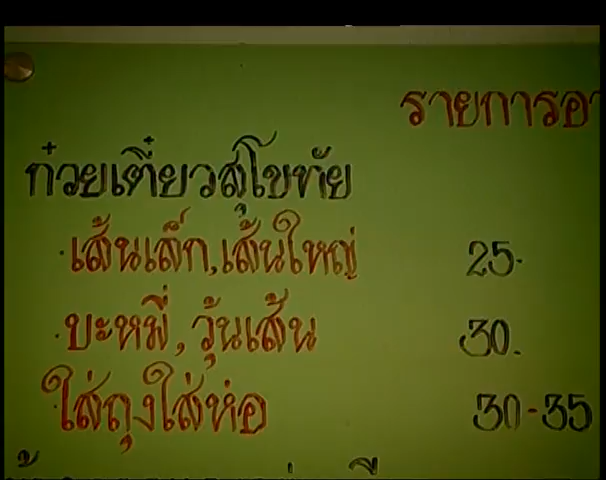 รายการอา
ก๋วยเตี๋ยวสุโขทัย
เส้นเล็ก,เส้นใหญ่ 25.
บะหมี่, วุ้นเส้น 30.
ใส่ถุงใส่ห่อ 30-35